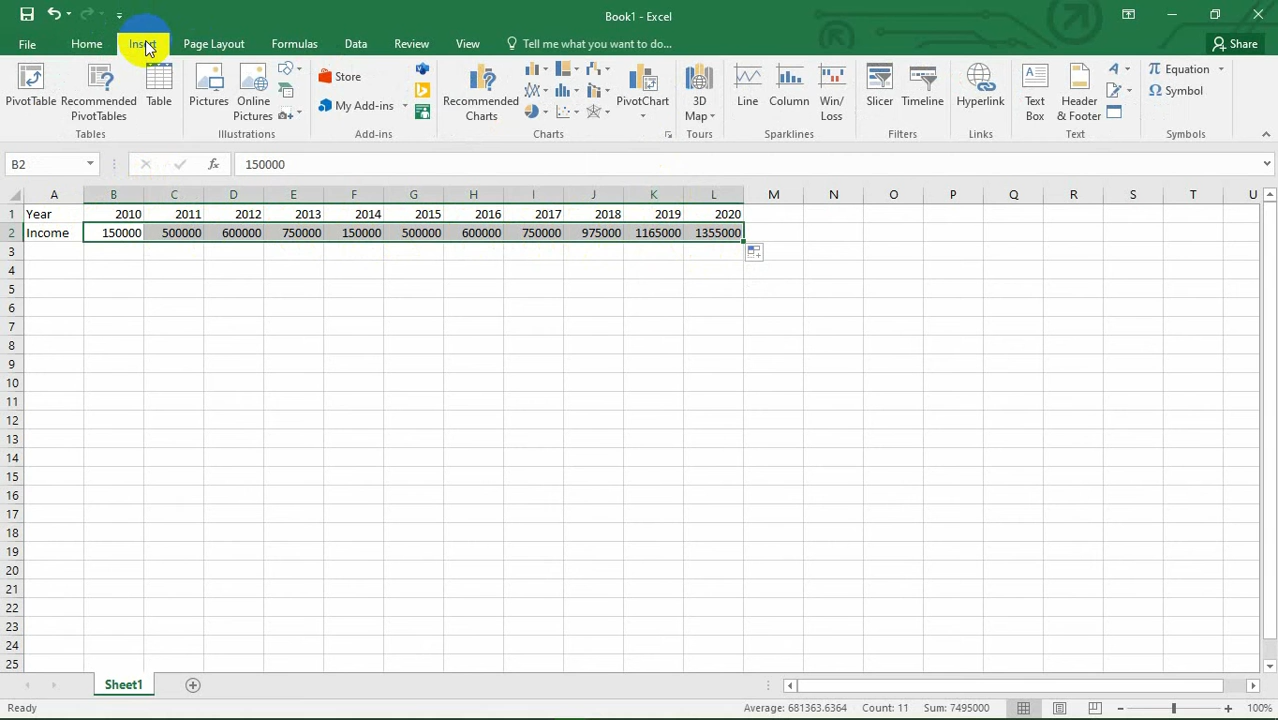 Book1 - Excel
File Home Insert Page Layout Formulas Data Review View Tell me what you want to do... Share
PivotTable Recommended PivotTables Table Pictures Online Pictures Store My Add-ins Recommended Charts PivotChart 3D Map Line Column Win/Loss Slicer Timeline Hyperlink Text Box Header & Footer Equation Symbol
Tables Illustrations Add-ins Charts Tours Sparklines Filters Links Text Symbols
B2 fx 150000
A B C D E F G H I J K L M N O P Q R S T U
1 Year 2010 2011 2012 2013 2014 2015 2016 2017 2018 2019 2020
2 Income 150000 500000 600000 750000 150000 500000 600000 750000 975000 1165000 1355000
3
4
5
6
7
8
9
10
11
12
13
14
15
16
17
18
19
20
21
22
23
24
25
Sheet1
Ready Average: 681363.6364 Count: 11 Sum: 7495000 100%